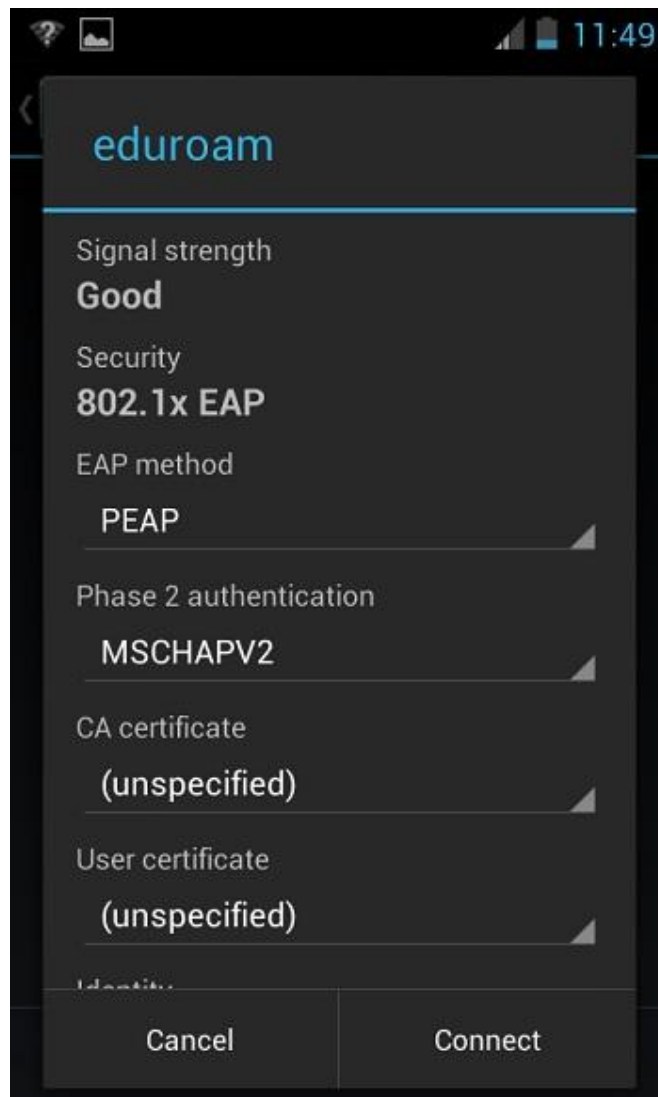 11:49
eduroam
Signal strength
Good
Security
802.1x EAP
EAP method
PEAP
Phase 2 authentication
MSCHAPV2
CA certificate
(unspecified)
User certificate
(unspecified)
Identity
Cancel
Connect